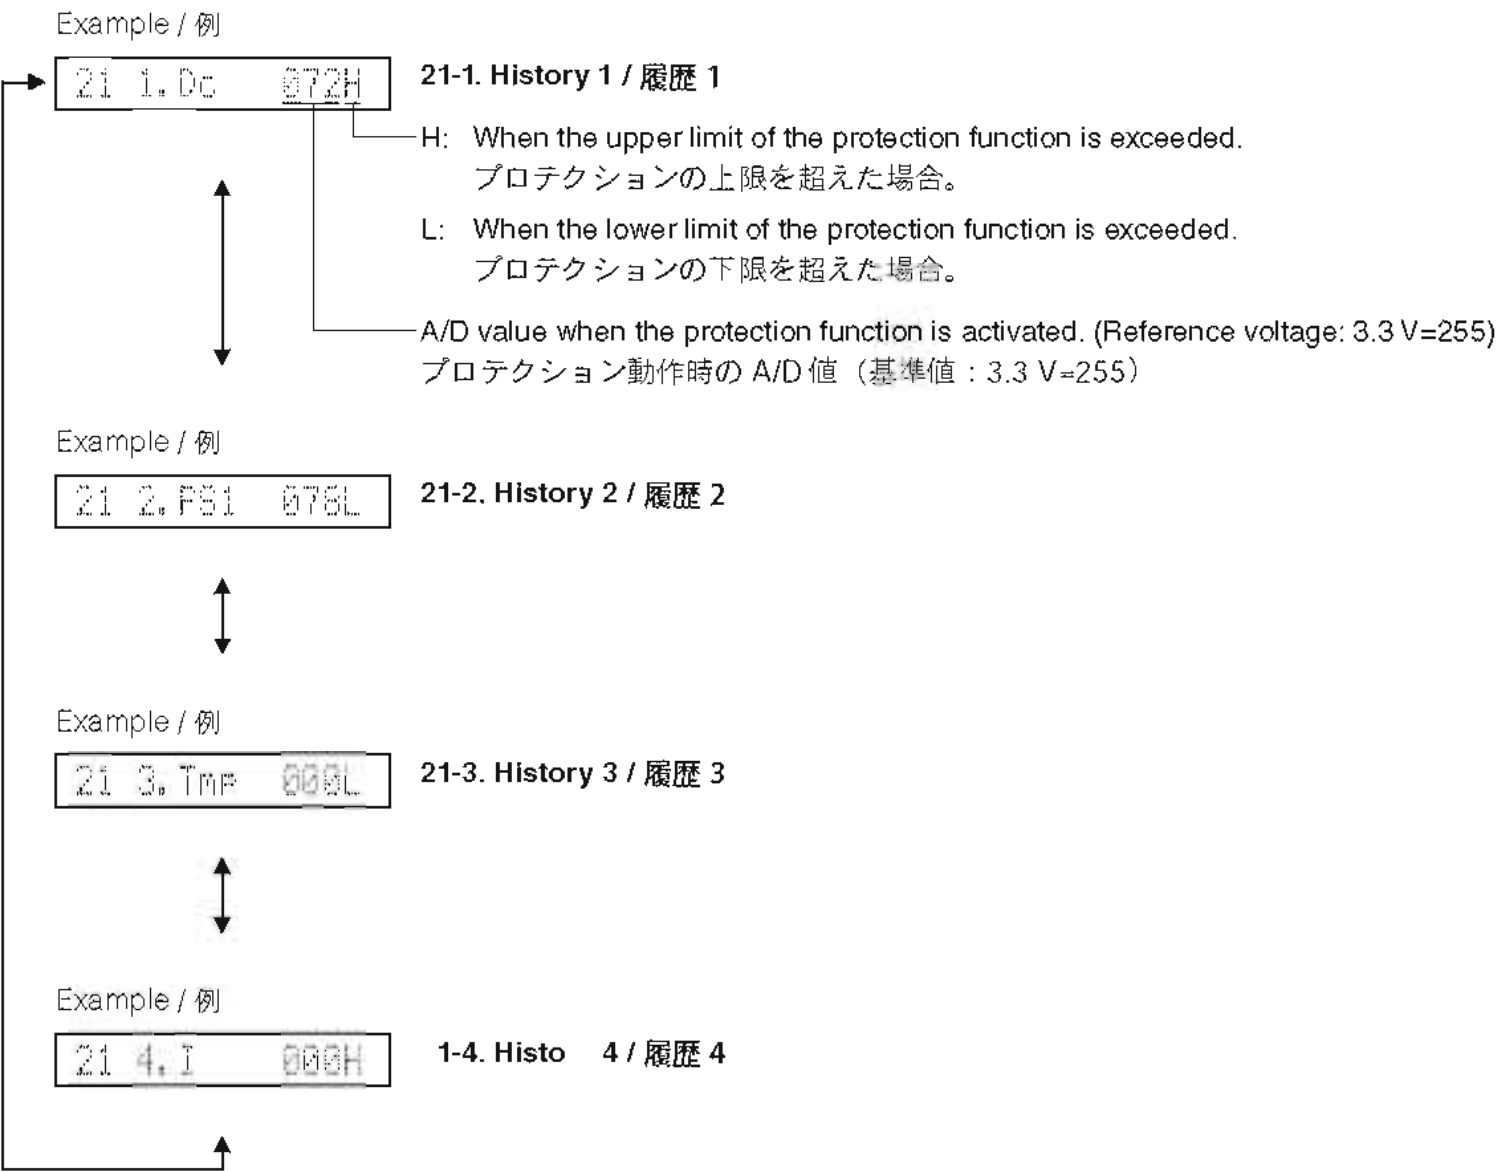 Example / 例
21 1.Dc 072H
21-1. History 1 / 履歴 1
H: When the upper limit of the protection function is exceeded.
プロテクションの上限を超えた場合。
L: When the lower limit of the protection function is exceeded.
プロテクションの下限を超えた場合。
A/D value when the protection function is activated. (Reference voltage: 3.3 V=255)
プロテクション動作時の A/D 値（基準値：3.3 V=255）
Example / 例
21 2.PS1 078L
21-2. History 2 / 履歴 2
Example / 例
21 3.Tmp 000L
21-3. History 3 / 履歴 3
Example / 例
21 4.I 000H
1-4. Histo 4 / 履歴 4